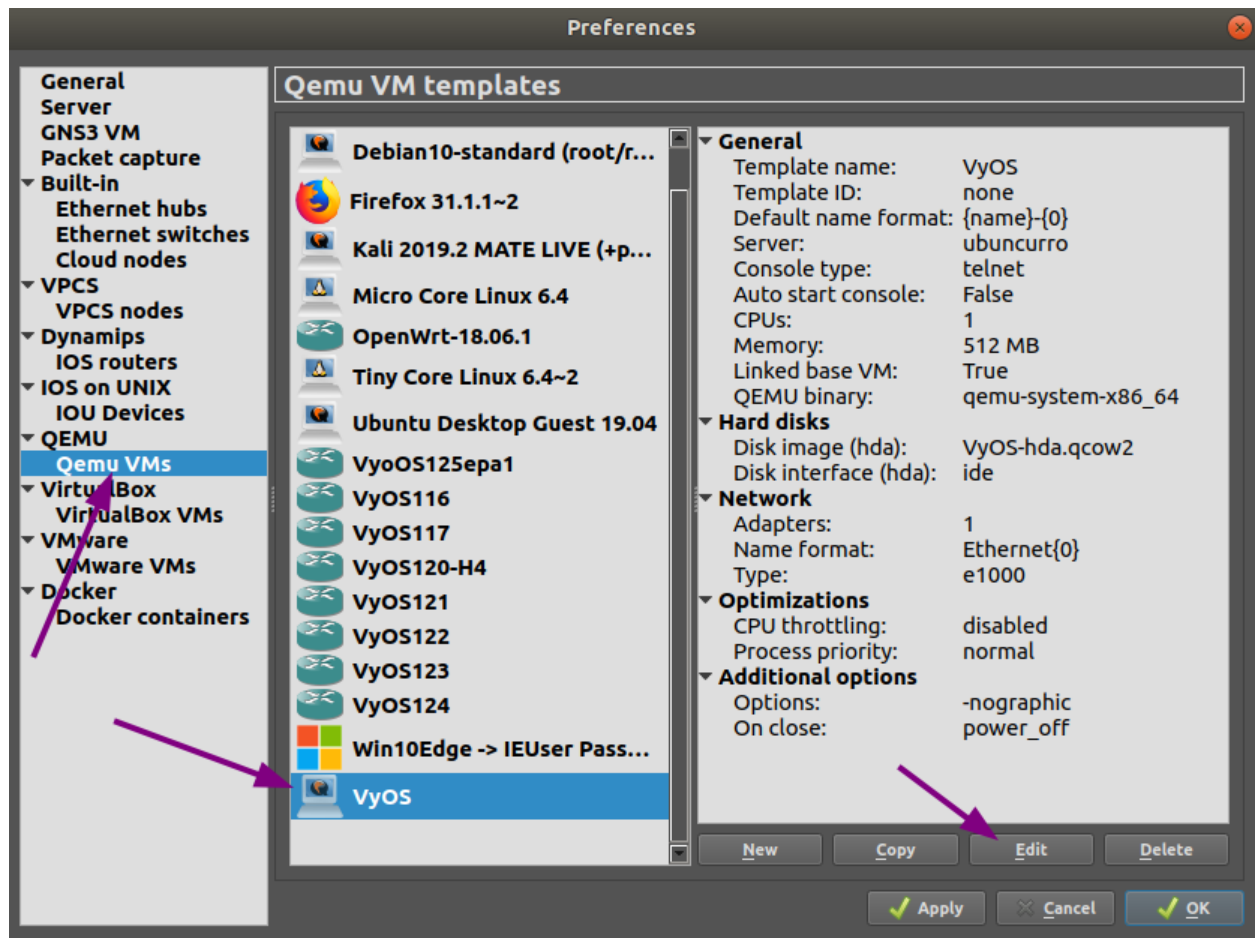 Preferences
General
Server
GNS3 VM
Packet capture
Built-in
Ethernet hubs
Ethernet switches
Cloud nodes
VPCS
VPCS nodes
Dynamips
IOS routers
IOS on UNIX
IOU Devices
QEMU
Qemu VMs
VirtualBox
VirtualBox VMs
VMware
VMware VMs
Docker
Docker containers
Qemu VM templates
Debian10-standard (root/r...
Firefox 31.1.1~2
Kali 2019.2 MATE LIVE (+p...
Micro Core Linux 6.4
OpenWrt-18.06.1
Tiny Core Linux 6.4~2
Ubuntu Desktop Guest 19.04
VyoOS125epa1
VyOS116
VyOS117
VyOS120-H4
VyOS121
VyOS122
VyOS123
VyOS124
Win10Edge -> IEUser Pass...
VyOS
General
Template name: VyOS
Template ID: none
Default name format: {name}-{0}
Server: ubuncurro
Console type: telnet
Auto start console: False
CPUs: 1
Memory: 512 MB
Linked base VM: True
QEMU binary: qemu-system-x86_64
Hard disks
Disk image (hda): VyOS-hda.qcow2
Disk interface (hda): ide
Network
Adapters: 1
Name format: Ethernet{0}
Type: e1000
Optimizations
CPU throttling: disabled
Process priority: normal
Additional options
Options: -nographic
On close: power_off
New Copy Edit Delete
Apply Cancel OK